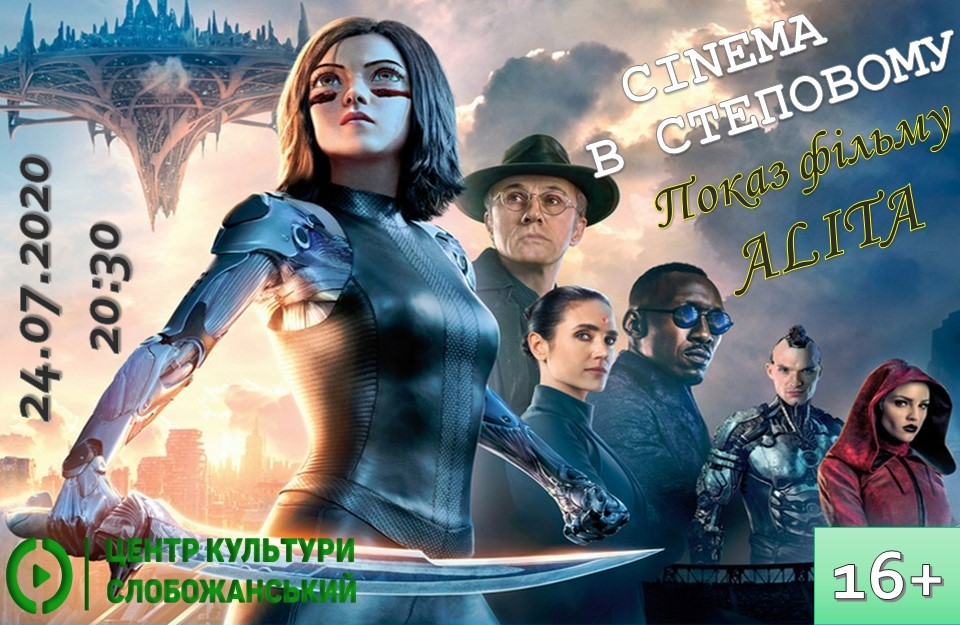 CINEMA
В СТЕПОВОМУ
Показ фільму
ALITA
24.07.2020
20:30
ЦЕНТР КУЛЬТУРИ
СЛОБОЖАНСЬКИЙ
16+